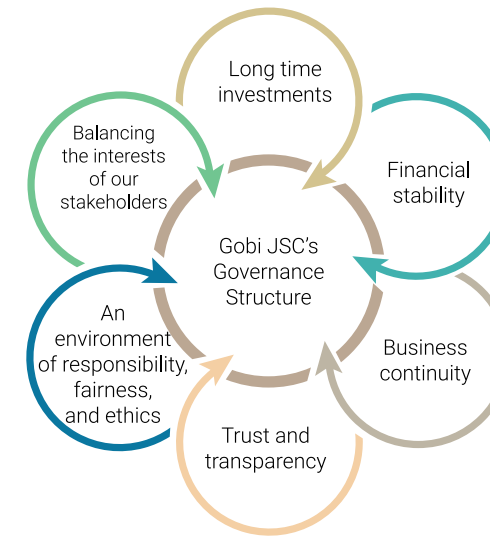 Long time
investments
Balancing
the interests
of our
stakeholders
Financial
stability
Gobi JSC's
Governance
Structure
An
environment
of responsibility,
fairness,
and ethics
Business
continuity
Trust and
transparency